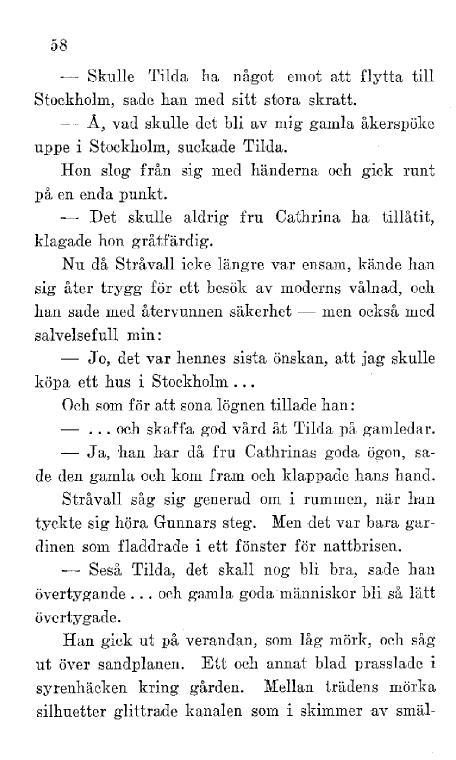 58
— Skulle Tilda ha något emot att flytta till
Stockholm, sade han med sitt stora skratt.
— Å, vad skulle det bli av mig gamla åkerspöke
uppe i Stockholm, suckade Tilda.
Hon slog från sig med händerna och gick runt
på en enda punkt.
— Det skulle aldrig fru Cathrina ha tillåtit,
klagade hon gråtfärdig.
Nu då Stråvall icke längre var ensam, kände han
sig åter trygg för ett besök av moderns vålnad, och
han sade med återvunnen säkerhet — men också med
salvelsefull min:
— Jo, det var hennes sista önskan, att jag skulle
köpa ett hus i Stockholm ...
Och som för att sona lögnen tillade han:
— ... och skaffa god vård åt Tilda på gamledar.
— Ja, han har då fru Cathrinas goda ögon, sa-
de den gamla och kom fram och klappade hans hand.
Stråvall såg sig generad om i rummen, när han
tyckte sig höra Gunnars steg. Men det var bara gar-
dinen som fladdrade i ett fönster för nattbrisen.
— Seså Tilda, det skall nog bli bra, sade han
övertygande ... och gamla goda människor bli så lätt
övertygade.
Han gick ut på verandan, som låg mörk, och såg
ut över sandplanen. Ett och annat blad prasslade i
syrenhäcken kring gården. Mellan trädens mörka
silhuetter glittrade kanalen som i skimmer av smäl-